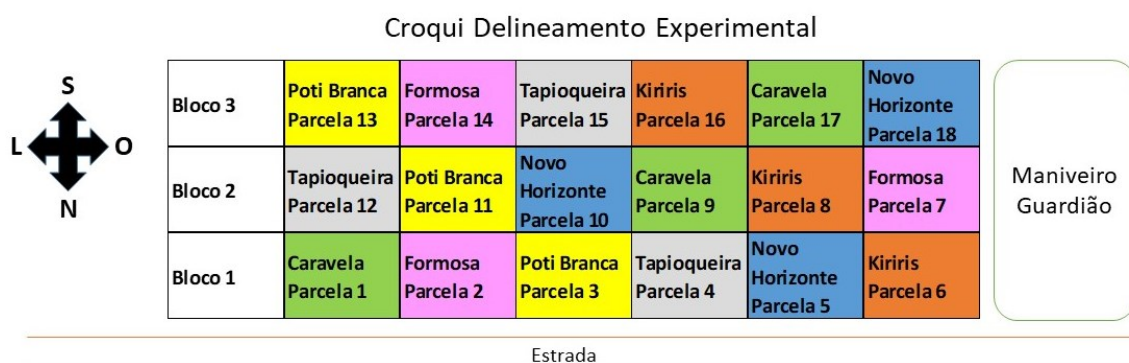 Croqui Delineamento Experimental
S
L
O
N
Bloco 3
Poti Branca
Parcela 13
Formosa
Parcela 14
Tapioqueira
Parcela 15
Kiriris
Parcela 16
Caravela
Parcela 17
Novo
Horizonte
Parcela 18
Bloco 2
Tapioqueira
Parcela 12
Poti Branca
Parcela 11
Novo
Horizonte
Parcela 10
Caravela
Parcela 9
Kiriris
Parcela 8
Formosa
Parcela 7
Bloco 1
Caravela
Parcela 1
Formosa
Parcela 2
Poti Branca
Parcela 3
Tapioqueira
Parcela 4
Novo
Horizonte
Parcela 5
Kiriris
Parcela 6
Maniveiro
Guardião
Estrada